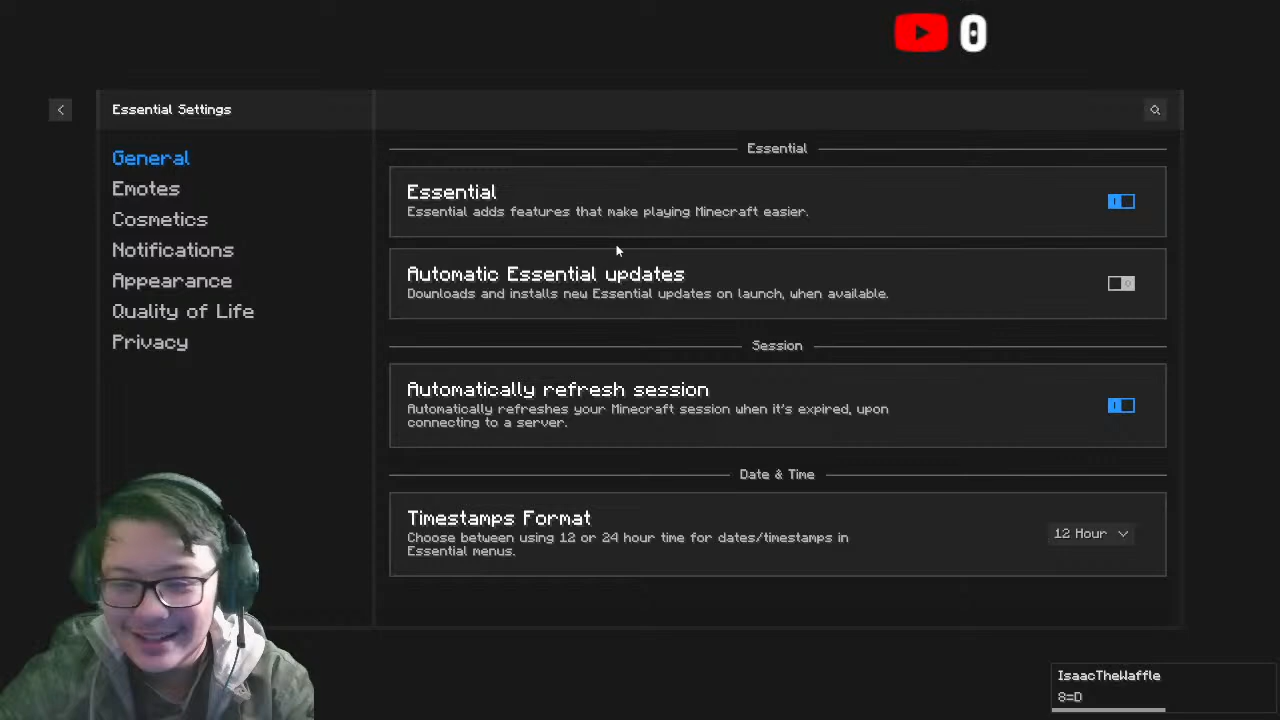 0
Essential Settings
General
Emotes
Cosmetics
Notifications
Appearance
Quality of Life
Privacy
Essential
Essential
Essential adds features that make playing Minecraft easier.
Automatic Essential updates
Downloads and installs new Essential updates on launch, when available.
Session
Automatically refresh session
Automatically refreshes your Minecraft session when it's expired, upon
connecting to a server.
Date & Time
Timestamps Format
Choose between using 12 or 24 hour time for dates/timestamps in
Essential menus.
12 Hour
IsaacTheWaffle
8=D